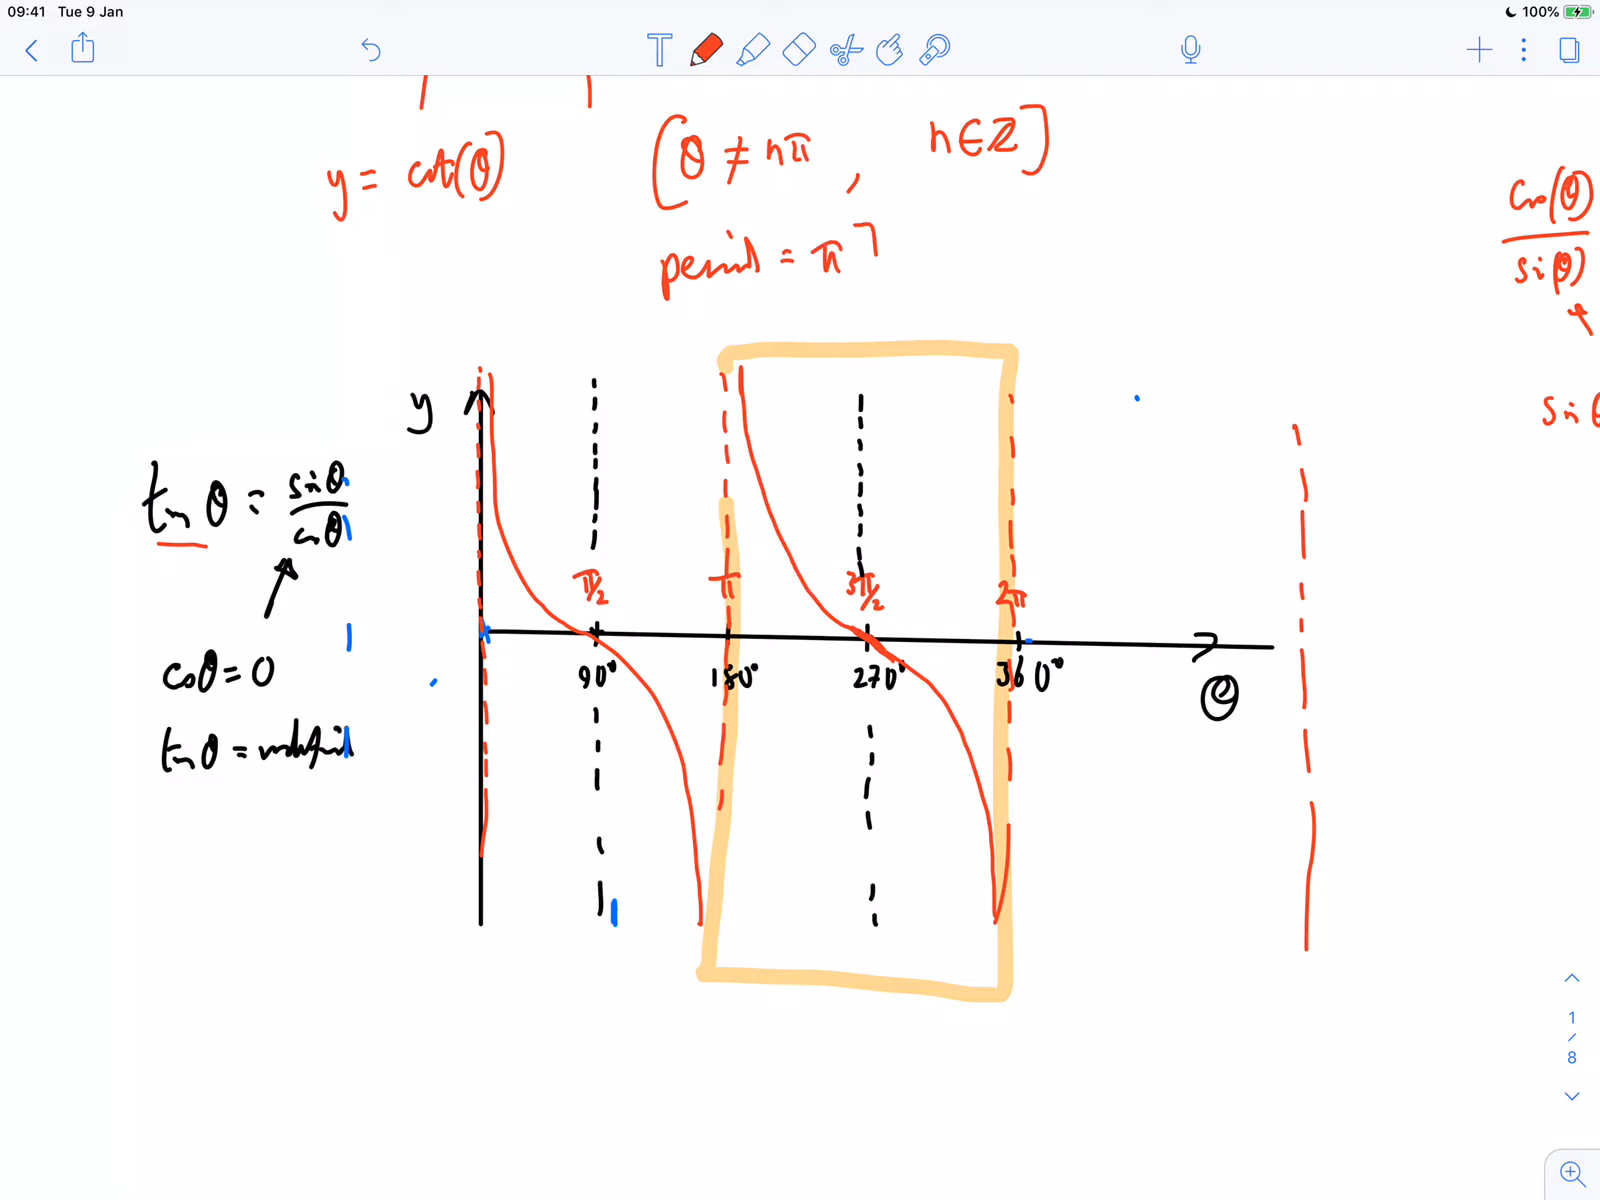 09:41 Tue 9 Jan
100%
y = cot(θ)
[θ ≠ nπ, n∈ℤ]
period = π
cos(θ)
sin(θ)
sin θ
y
tan θ = sinθ
cosθ
π/2
π
3π/2
2π
90°
180°
270°
360°
θ
cosθ = 0
tanθ = undefined
1
/
8